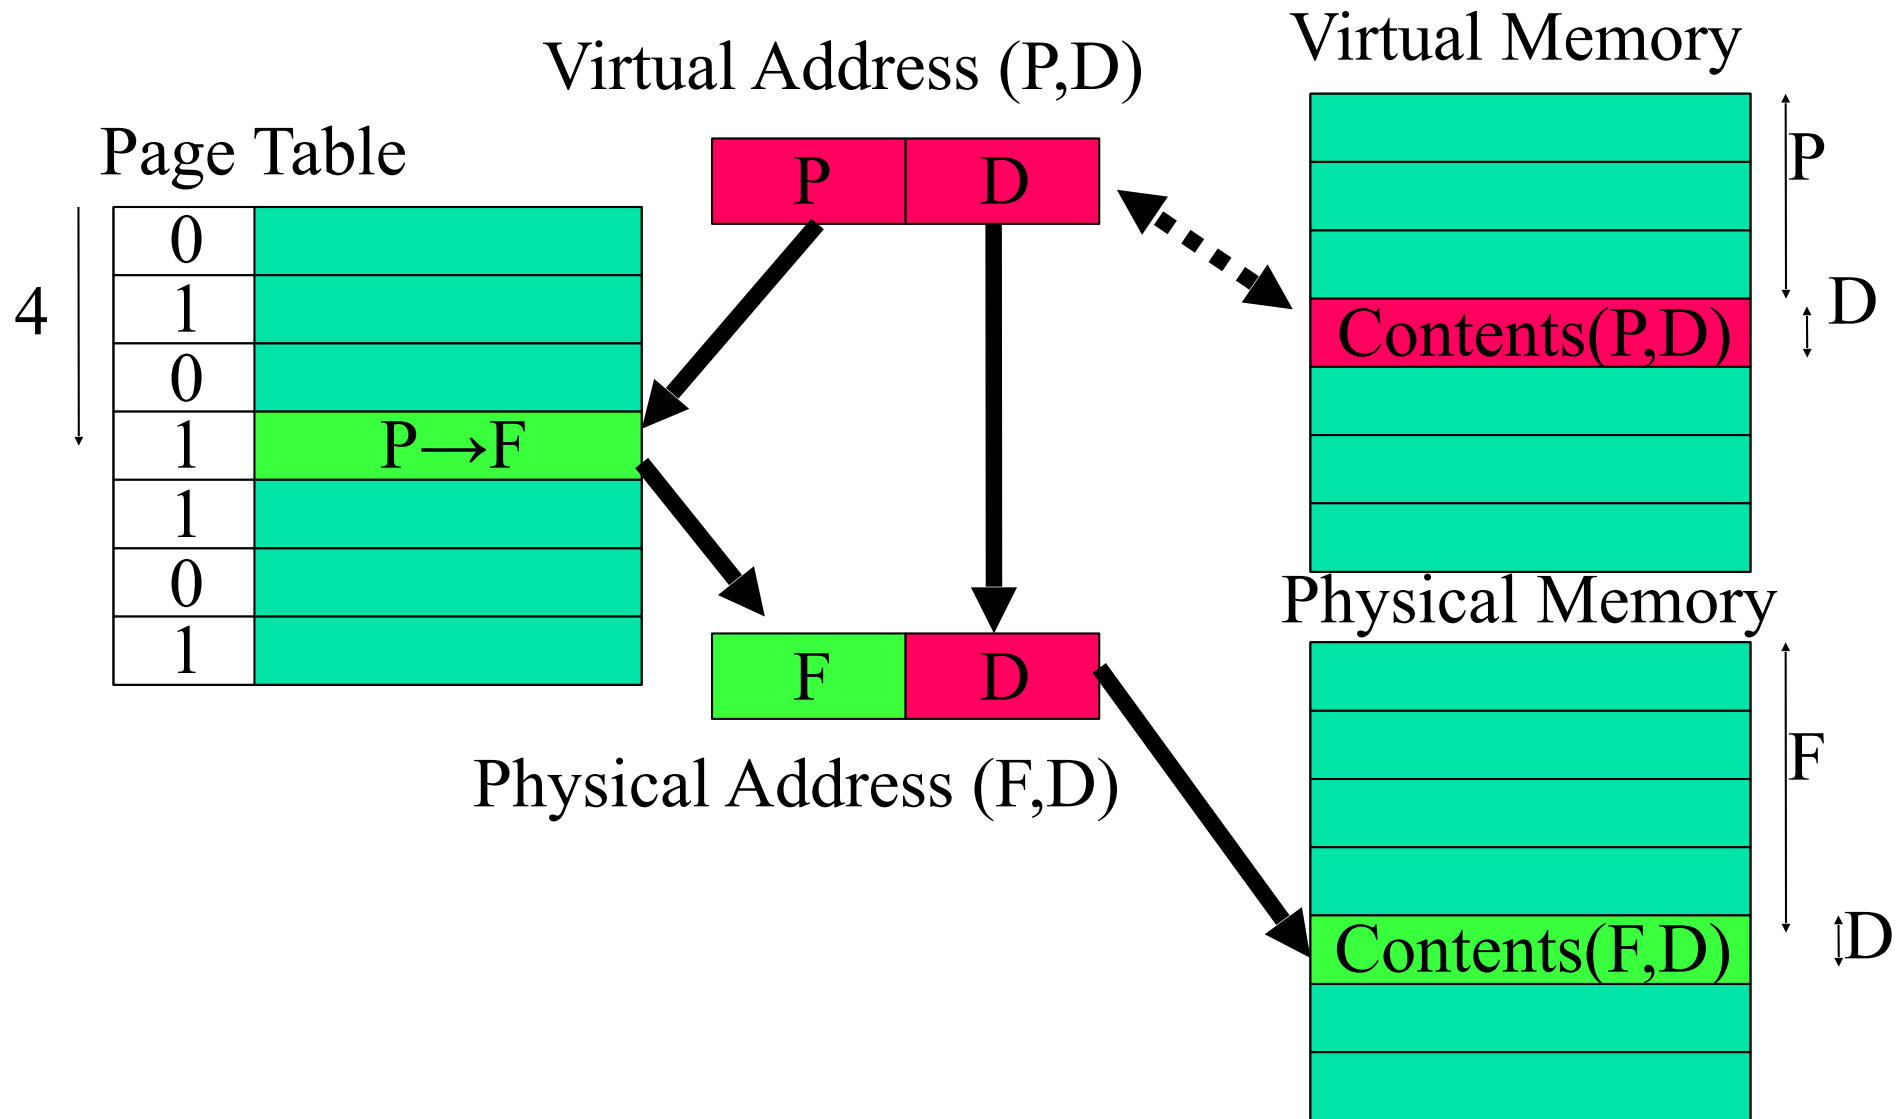 Virtual Address (P,D)
P D
Page Table
4
0
1
0
1 P→F
1
0
1
F D
Physical Address (F,D)
Virtual Memory
P
Contents(P,D)
D
Physical Memory
F
Contents(F,D)
D